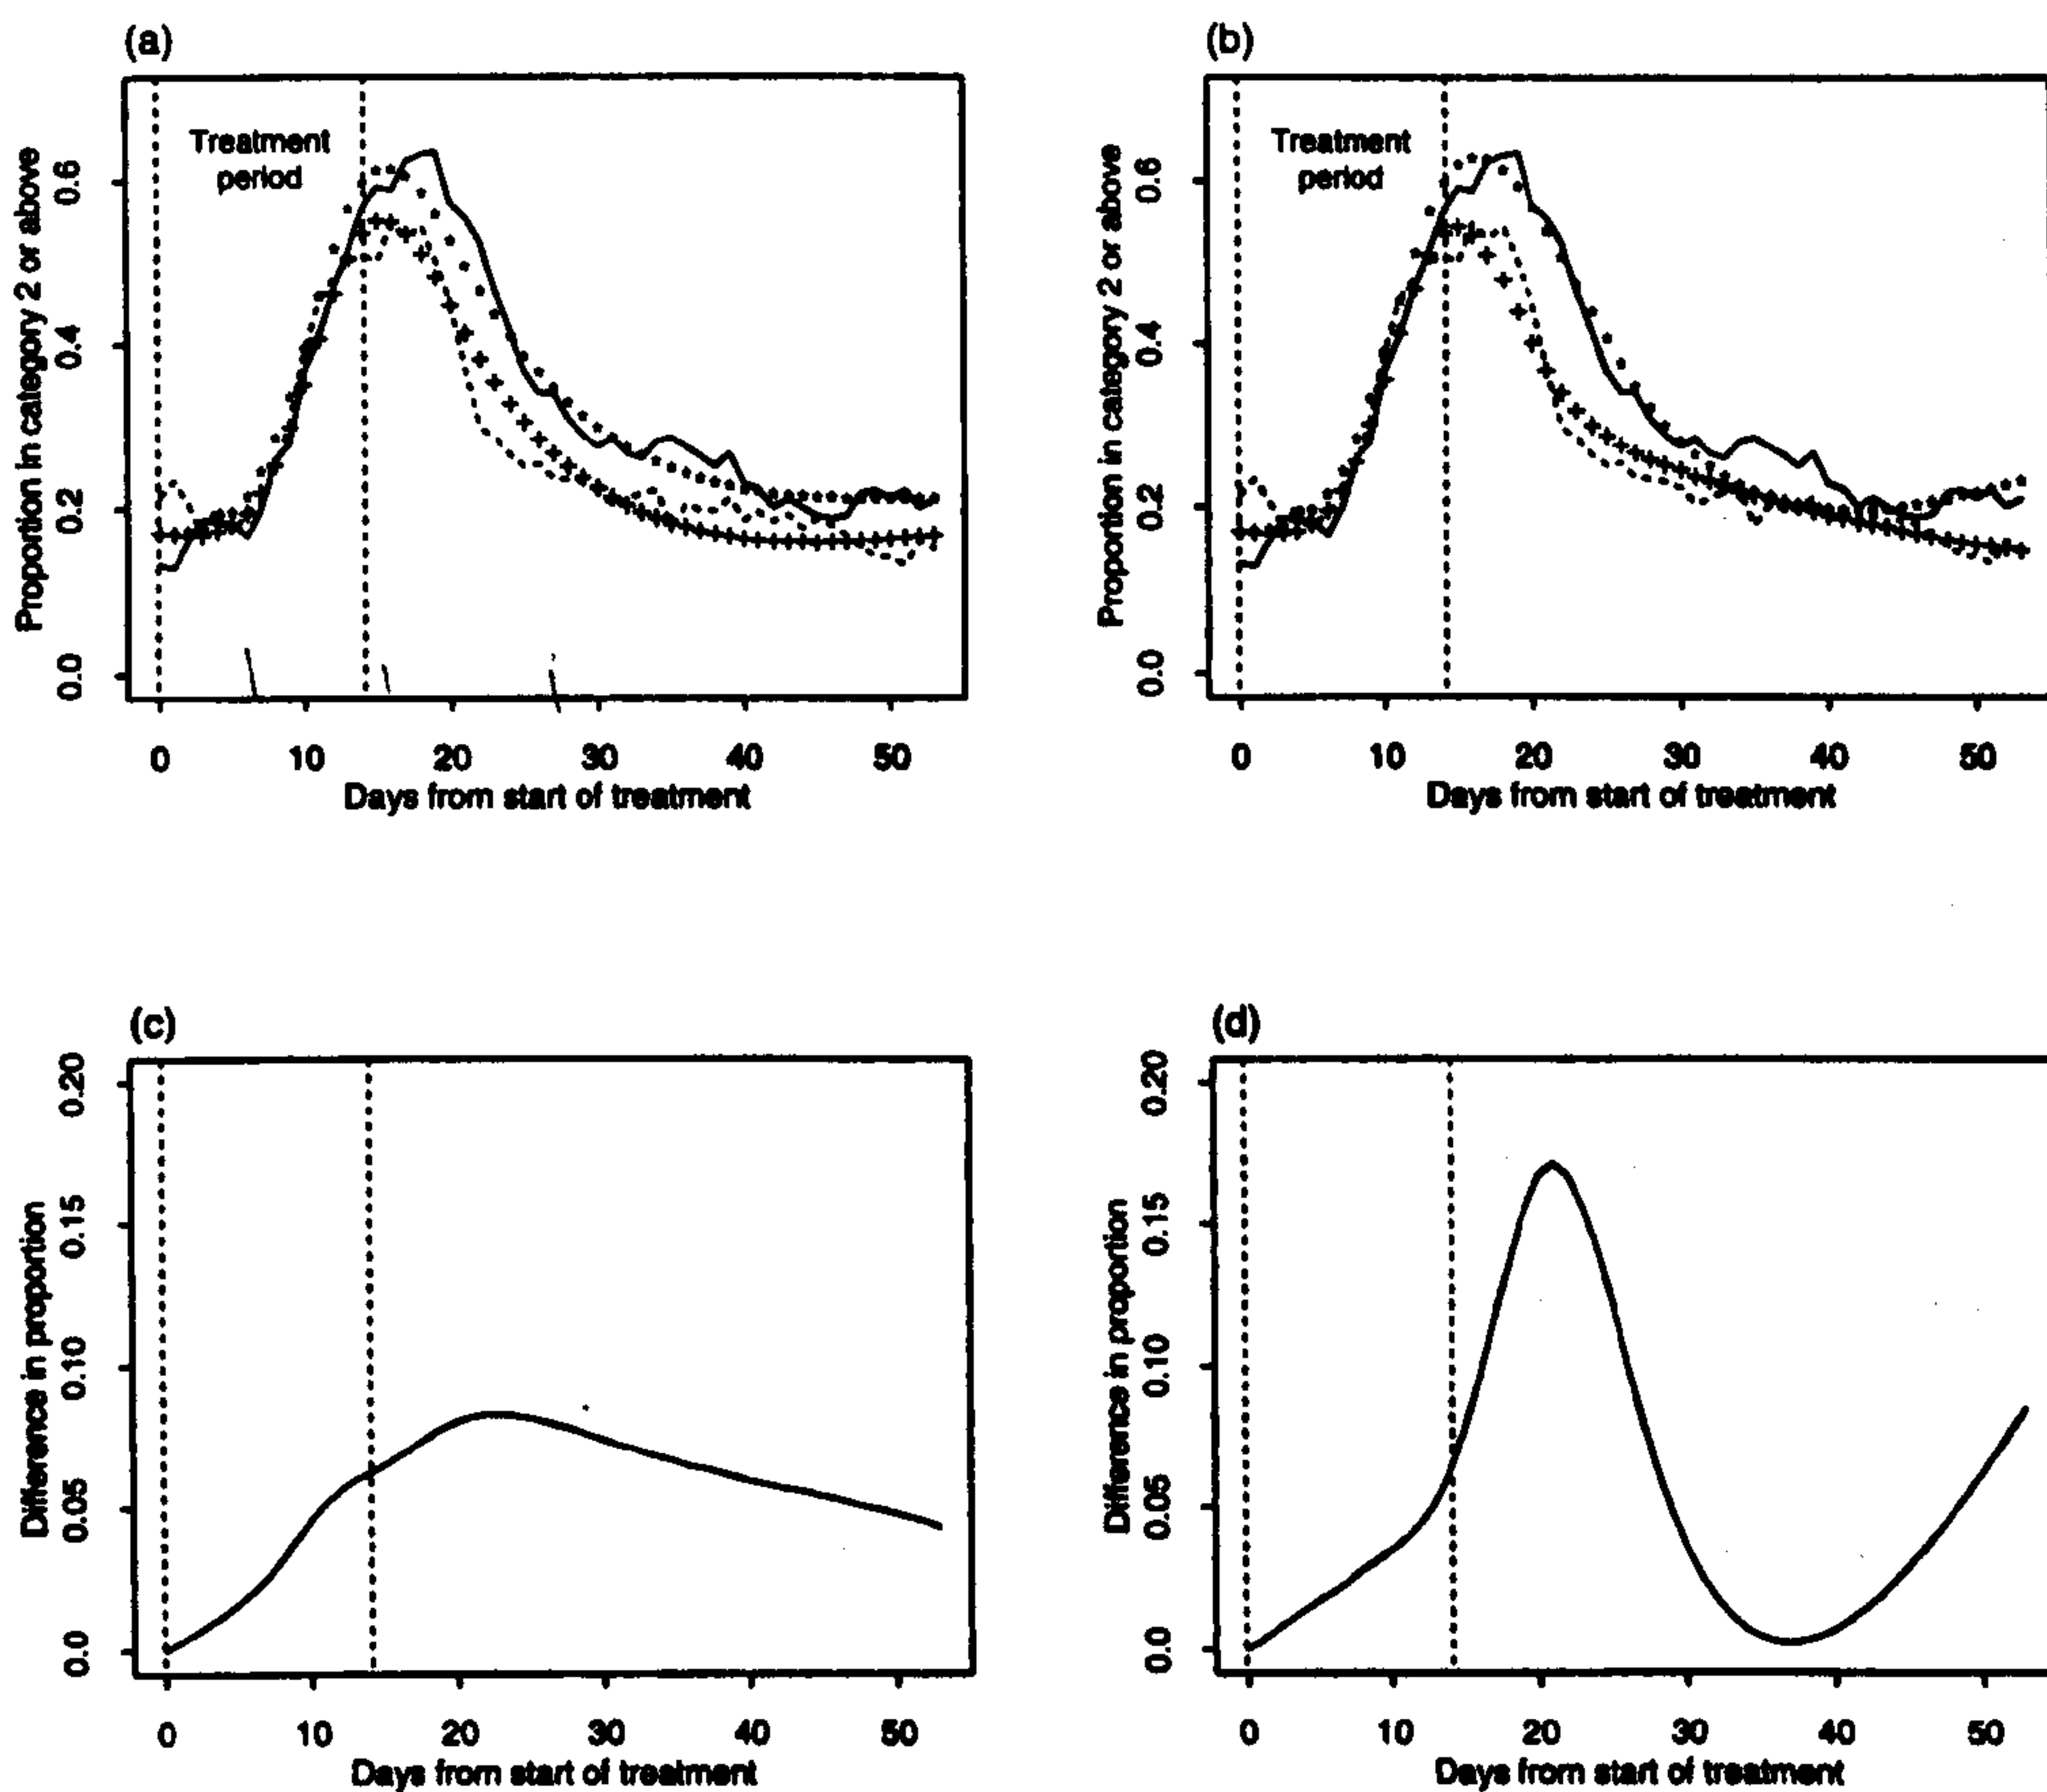 (a)
Proportion in category 2 or above
0.6
0.4
0.2
0.0
Treatment
period
0 10 20 30 40 50
Days from start of treatment
(b)
Proportion in category 2 or above
0.6
0.4
0.2
0.0
Treatment
period
0 10 20 30 40 50
Days from start of treatment
(c)
Difference in proportion
0.20
0.15
0.10
0.05
0.0
0 10 20 30 40 50
Days from start of treatment
(d)
Difference in proportion
0.20
0.15
0.10
0.05
0.0
0 10 20 30 40 50
Days from start of treatment